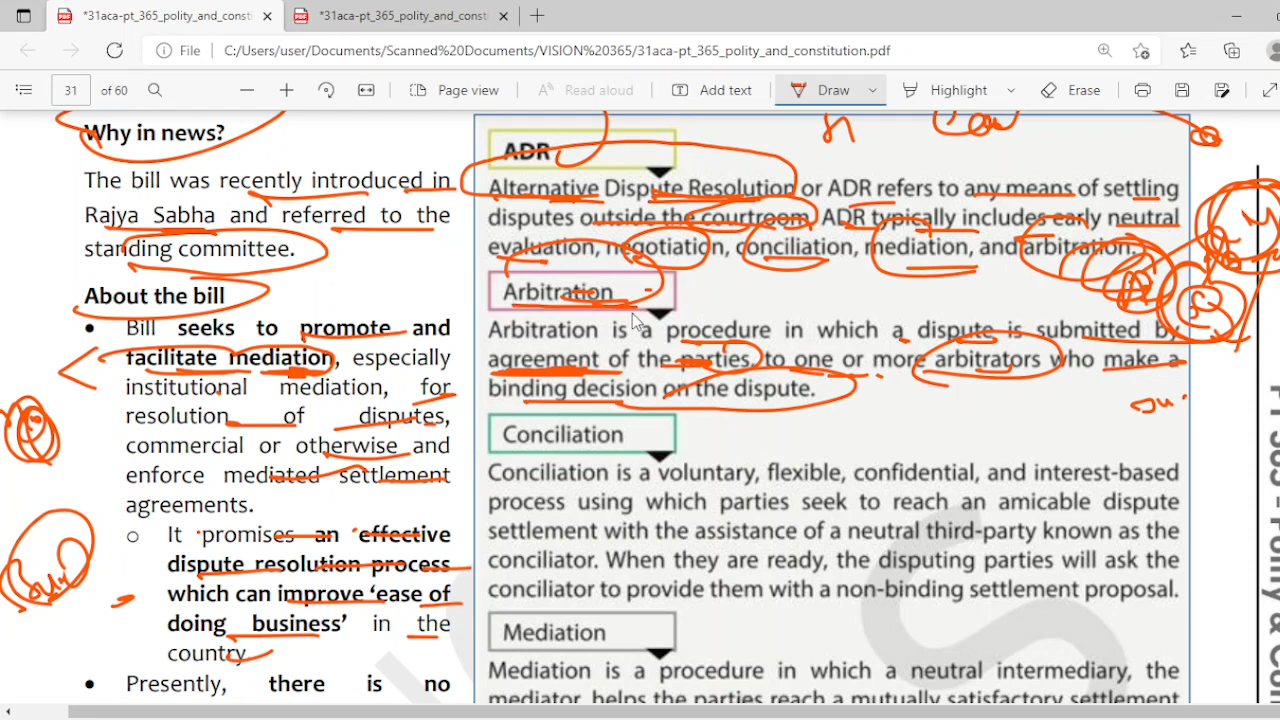 *31aca-pt_365_polity_and_const
*31aca-pt_365_polity_and_const
File
C:/Users/user/Documents/Scanned%20Documents/VISION%20365/31aca-pt_365_polity_and_constitution.pdf
31 of 60
Page view
Read aloud
Add text
Draw
Highlight
Erase
Why in news?
The bill was recently introduced in
Rajya Sabha and referred to the
standing committee.
About the bill
• Bill seeks to promote and
facilitate mediation, especially
institutional mediation, for
resolution of disputes,
commercial or otherwise and
enforce mediated settlement
agreements.
o It promises an effective
dispute resolution process
which can improve ‘ease of
doing business’ in the
country
• Presently, there is no
ADR
Alternative Dispute Resolution or ADR refers to any means of settling
disputes outside the courtroom. ADR typically includes early neutral
evaluation, negotiation, conciliation, mediation, and arbitration.
Arbitration
Arbitration is a procedure in which a dispute is submitted by
agreement of the parties, to one or more arbitrators who make a
binding decision on the dispute.
Conciliation
Conciliation is a voluntary, flexible, confidential, and interest-based
process using which parties seek to reach an amicable dispute
settlement with the assistance of a neutral third-party known as the
conciliator. When they are ready, the disputing parties will ask the
conciliator to provide them with a non-binding settlement proposal.
Mediation
Mediation is a procedure in which a neutral intermediary, the
mediator, helps the parties reach a mutually satisfactory settlement